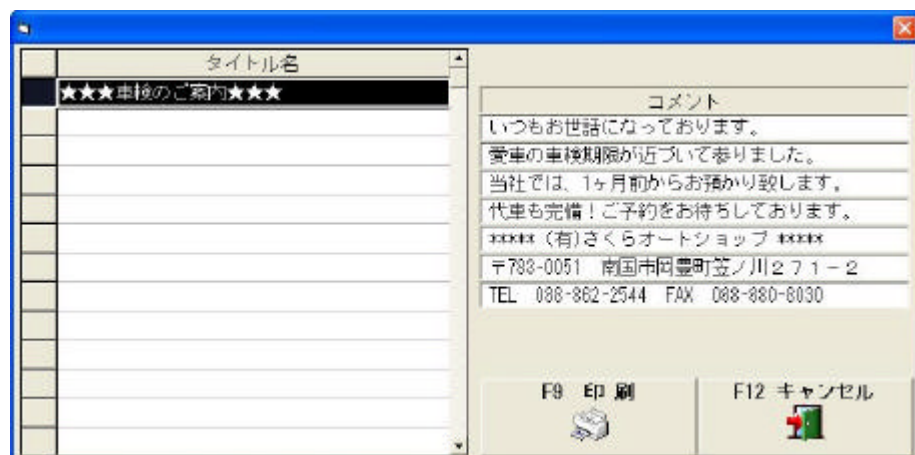 タイトル名
★★★車検のご案内★★★
コメント
いつもお世話になっております。
愛車の車検期限が近づいて参りました。
当社では、1ヶ月前からお預かり致します。
代車も完備！ご予約をお待ちしております。
***** (有)さくらオートショップ *****
〒783-0051 南国市岡豊町笠ノ川２７１－２
TEL 088-862-2544 FAX 088-880-8030
F9 印 刷
F12 キャンセル